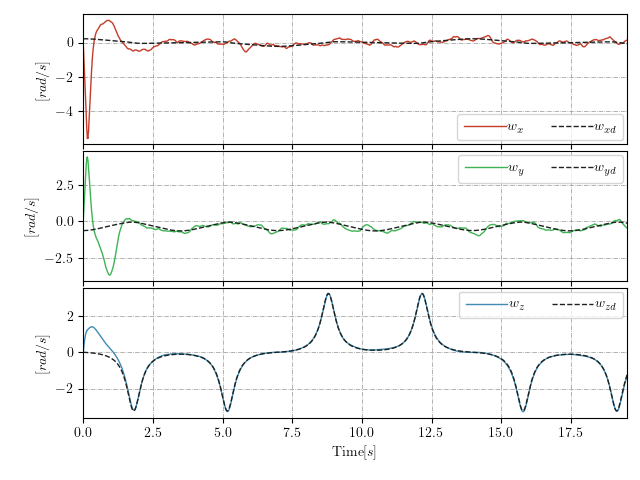 0
−2
−4
[rad/s]
w_x w_xd
2.5
0.0
−2.5
[rad/s]
w_y w_yd
2
0
−2
[rad/s]
w_z w_zd
0.0 2.5 5.0 7.5 10.0 12.5 15.0 17.5
Time[s]